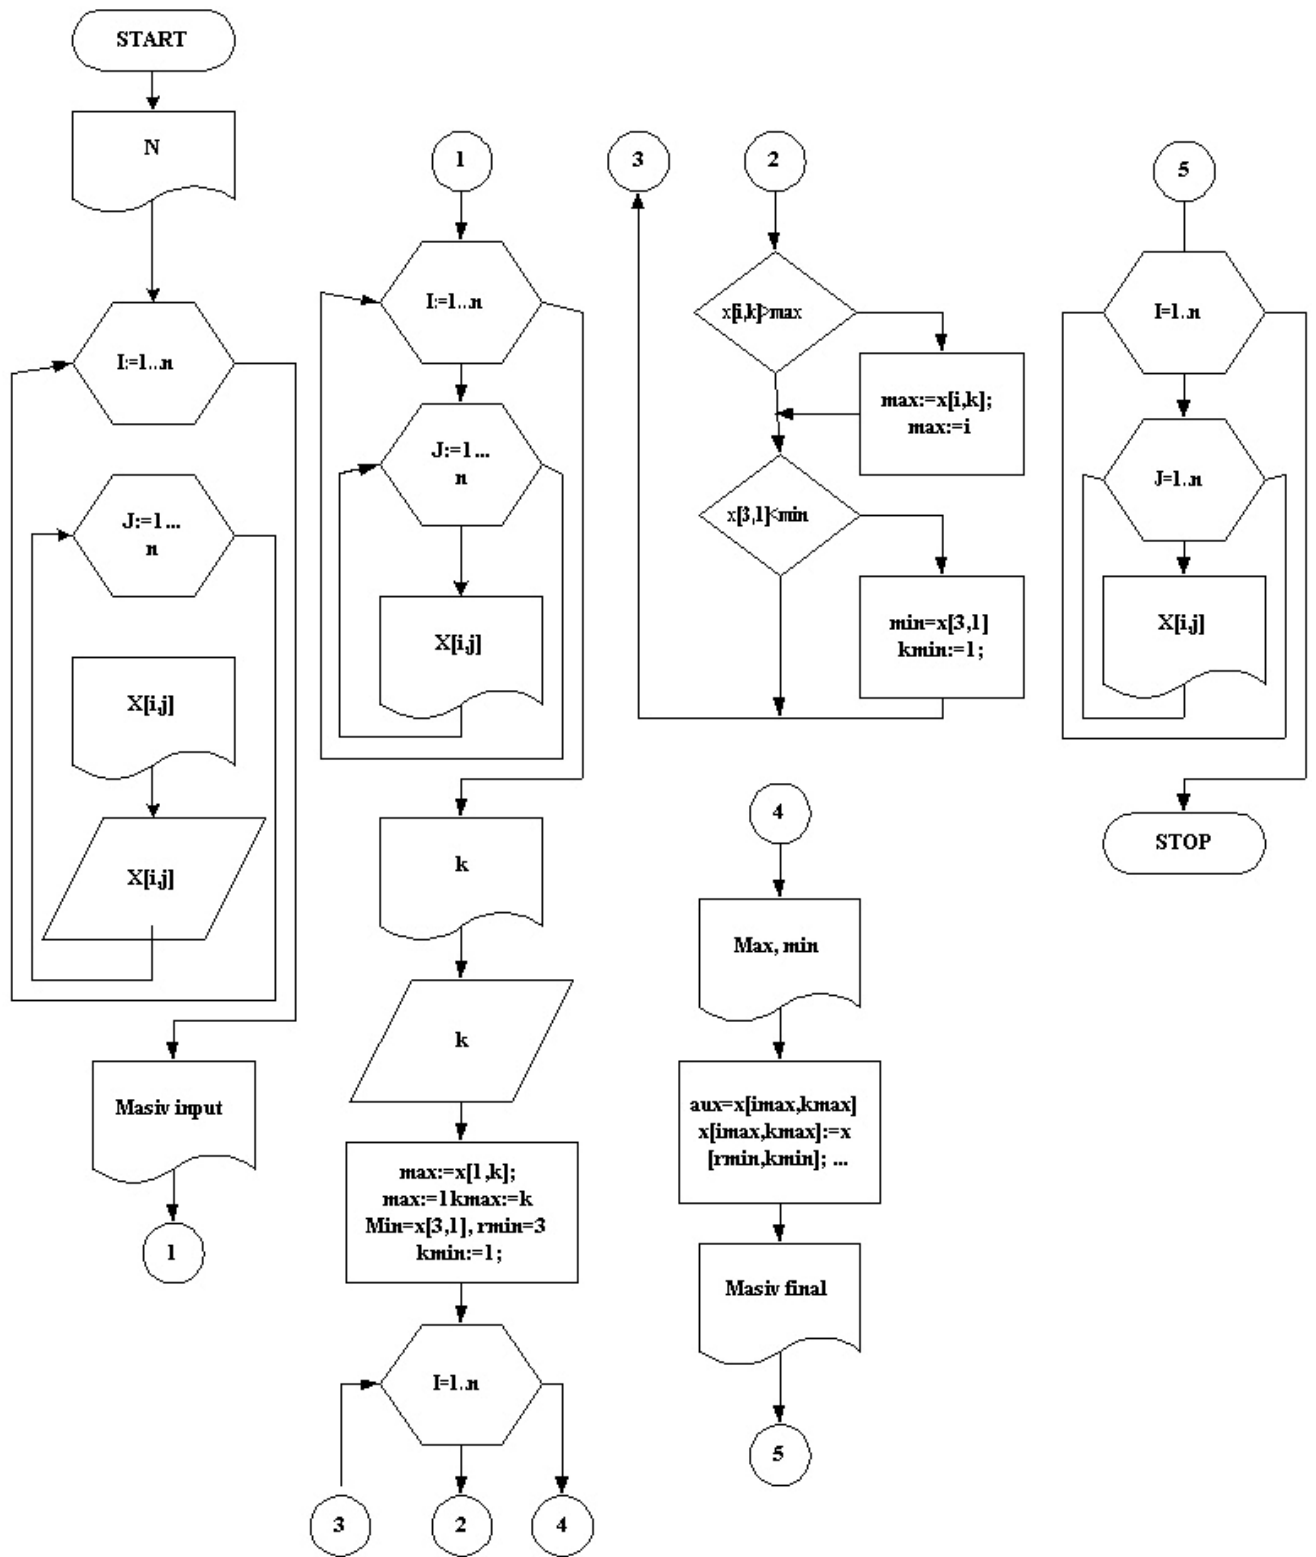 START
N
I:=1...n
J:=1...
n
X[i,j]
X[i,j]
Masiv input
1
1
I:=1...n
J:=1...
n
X[i,j]
k
k
max:=x[1,k];
max:=1kmax:=k
Min=x[3,1], rmin=3
kmin:=1;
I=1..n
3
2
4
3
2
x[i,k]>max
max:=x[i,k];
max:=i
x[3,1]<min
min=x[3,1]
kmin:=1;
4
Max, min
aux=x[imax,kmax]
x[imax,kmax]:=x
[rmin,kmin]; ...
Masiv final
5
5
I=1..n
J=1..n
X[i,j]
STOP